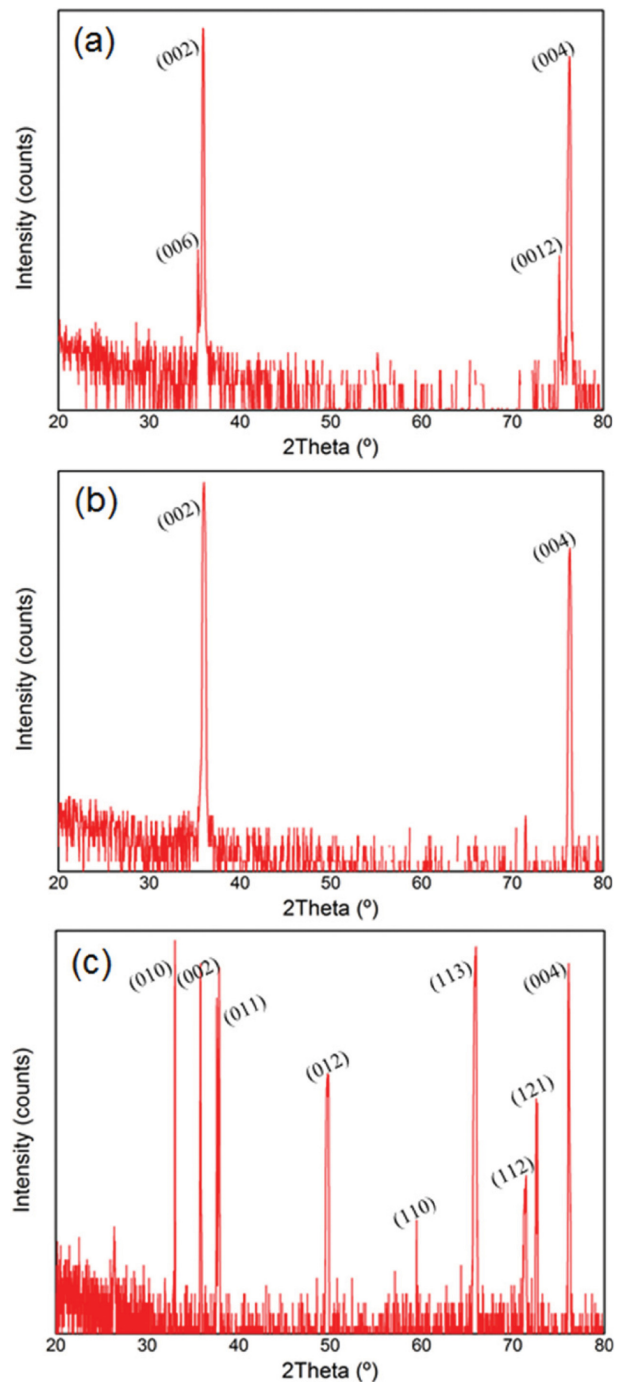 (a)
(002)
(004)
(006)
(0012)
Intensity (counts)
20 30 40 50 60 70 80
2Theta (º)
(b)
(002)
(004)
Intensity (counts)
20 30 40 50 60 70 80
2Theta (º)
(c)
(010) (002) (011) (012) (110) (113) (112) (121) (004)
Intensity (counts)
20 30 40 50 60 70 80
2Theta (º)